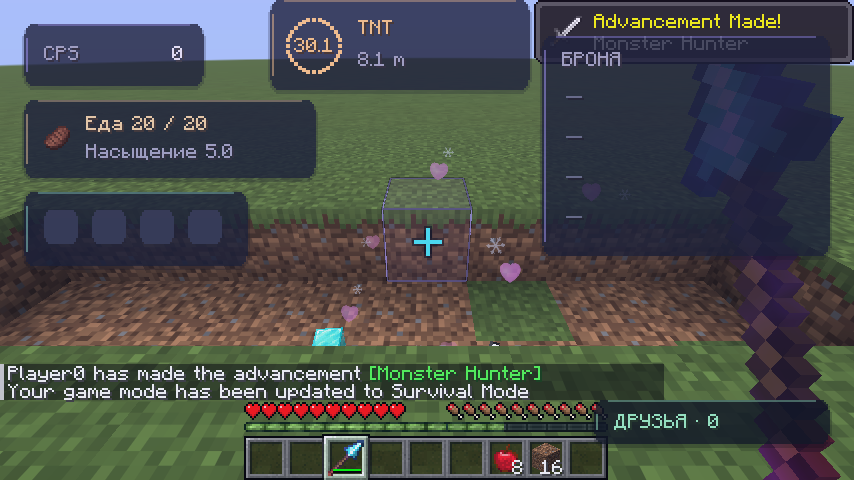 CPS 0
30.1
TNT
8.1 m
Advancement Made!
Monster Hunter
БРОНЯ
Еда 20 / 20
Насыщение 5.0
Player0 has made the advancement [Monster Hunter]
Your game mode has been updated to Survival Mode
ДРУЗЬЯ · 0
8
16